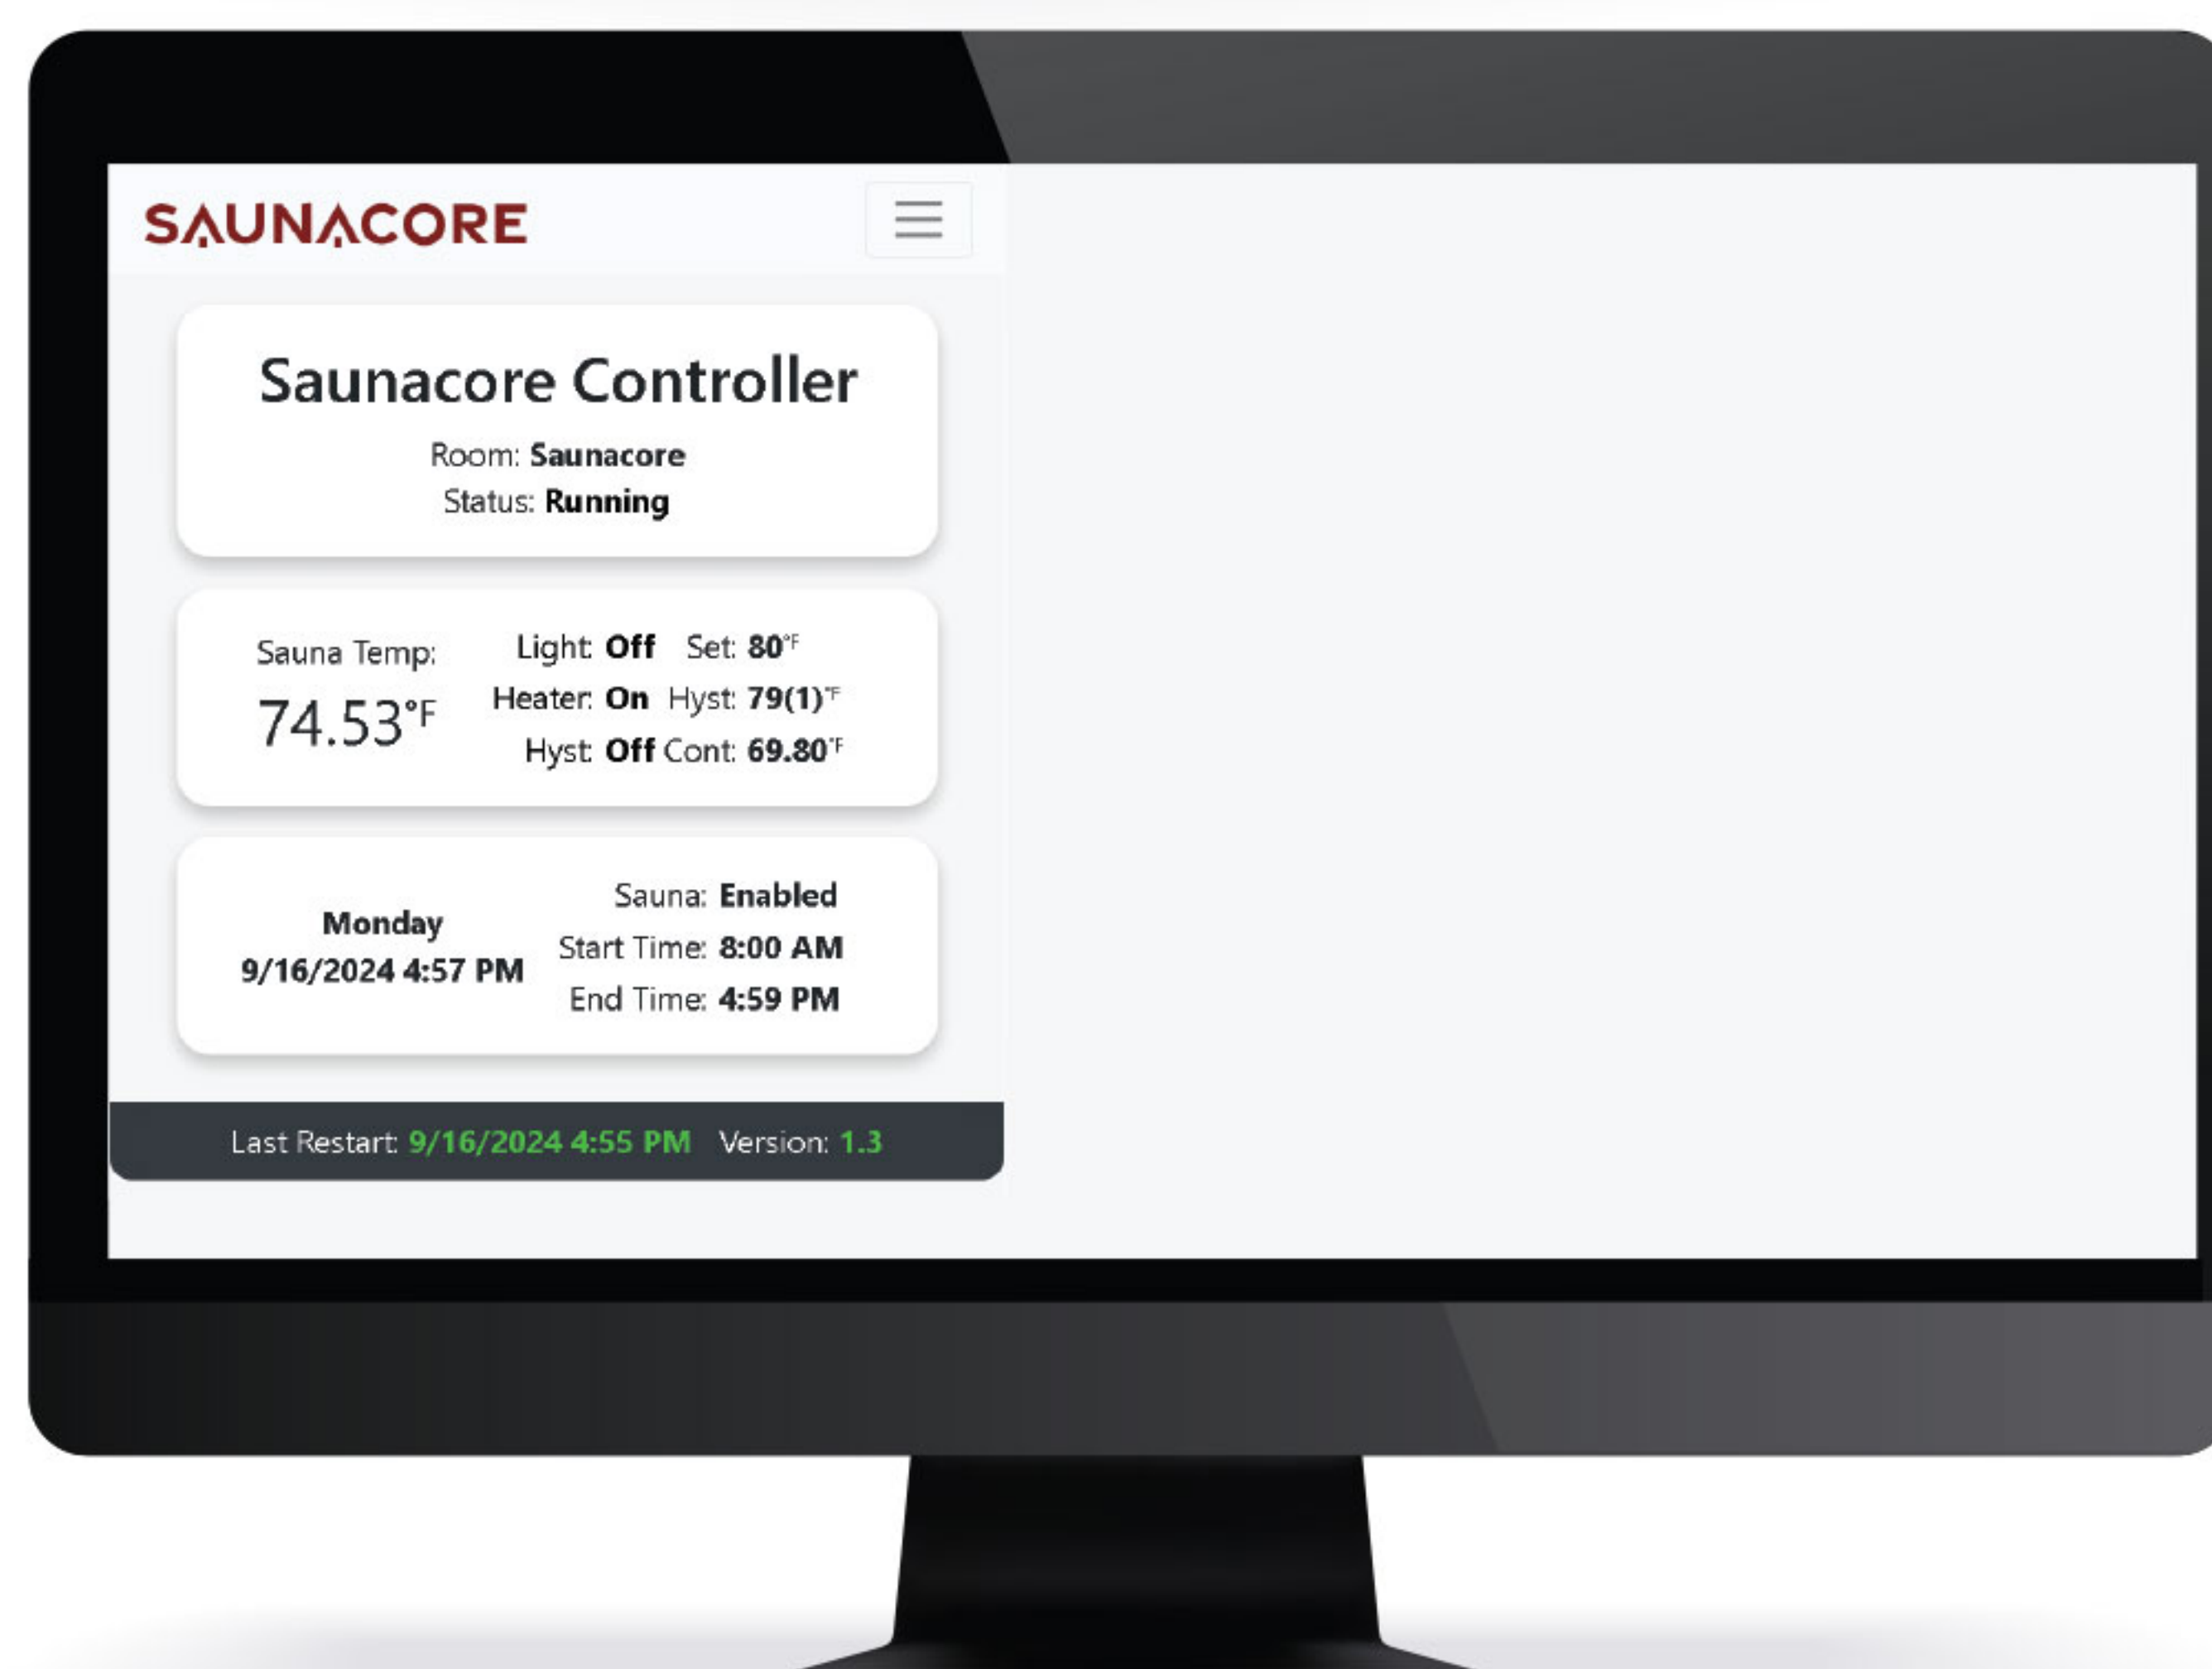 SAUNACORE
Saunacore Controller
Room: Saunacore
Status: Running
Sauna Temp:
74.53°F
Light: Off Set: 80°F
Heater: On Hyst: 79(1)°F
Hyst: Off Cont: 69.80°F
Monday
9/16/2024 4:57 PM
Sauna: Enabled
Start Time: 8:00 AM
End Time: 4:59 PM
Last Restart: 9/16/2024 4:55 PM Version: 1.3